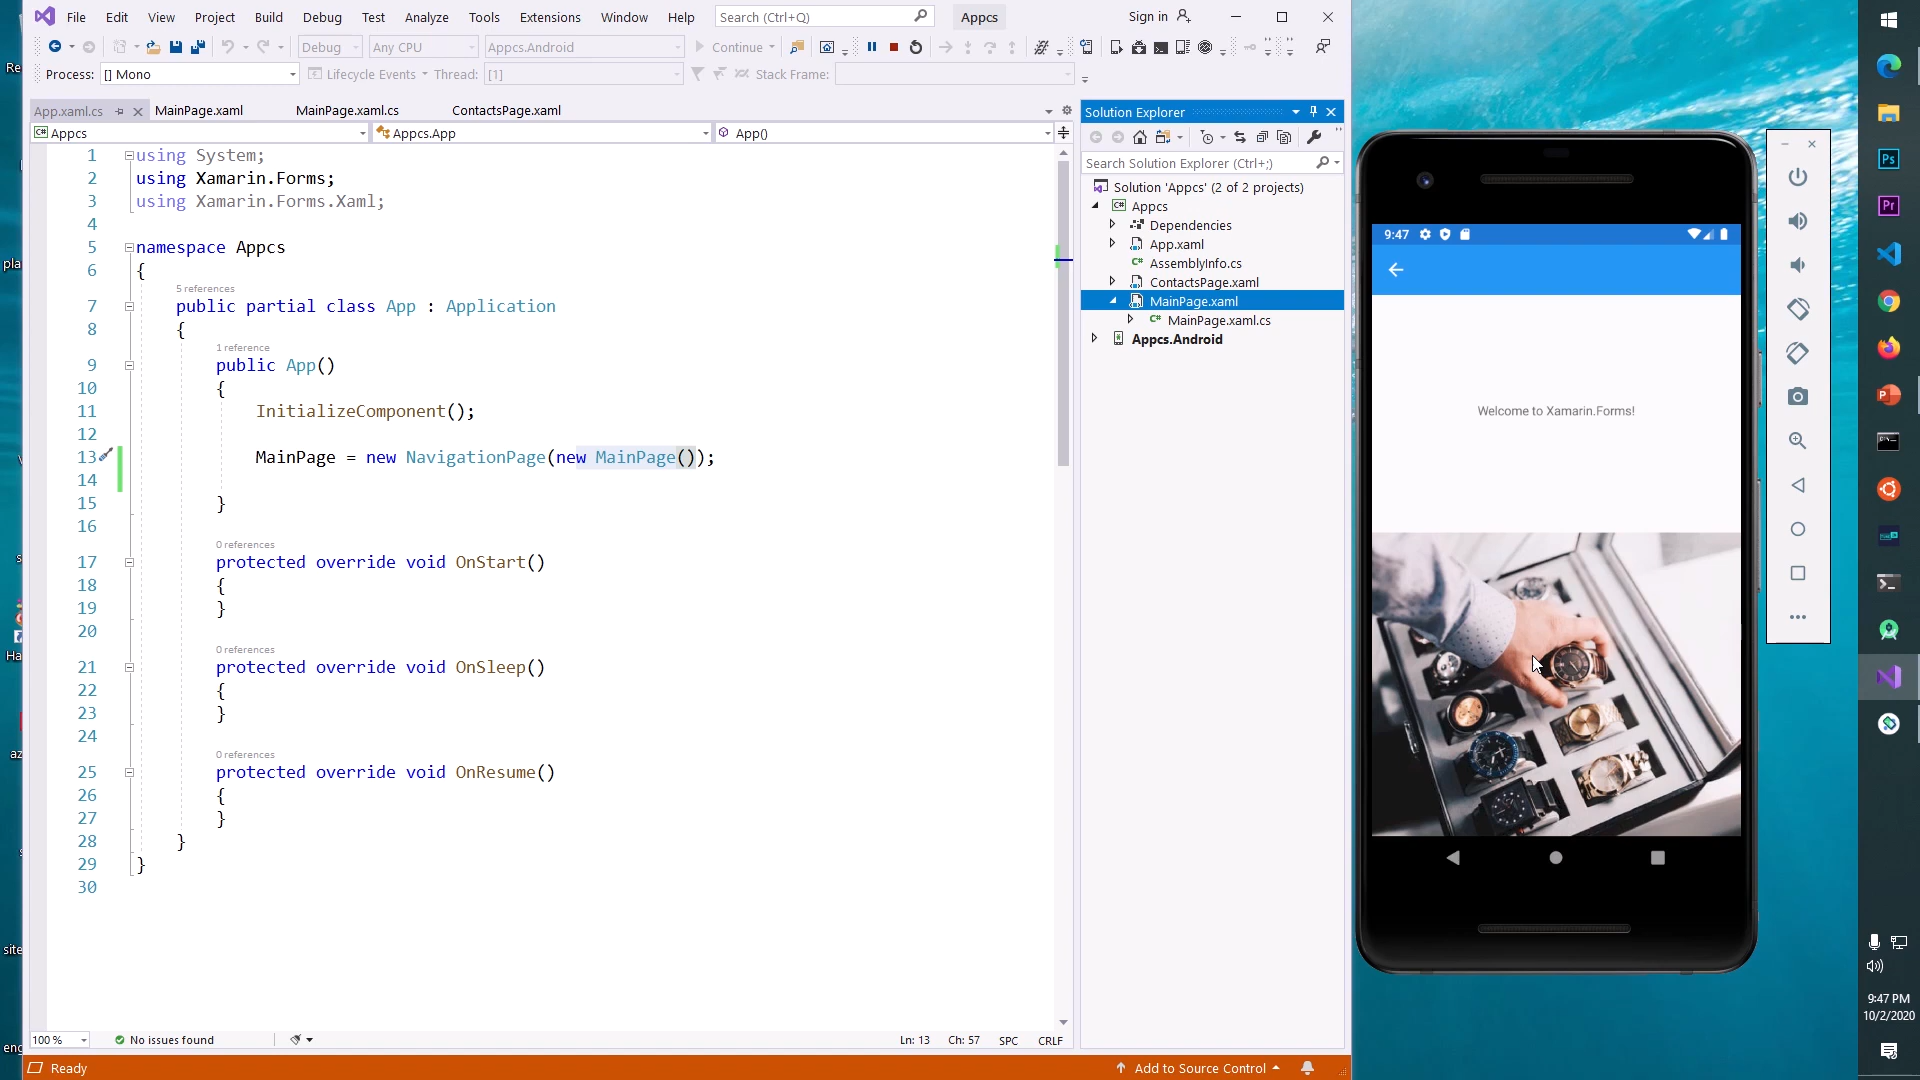 File Edit View Project Build Debug Test Analyze Tools Extensions Window Help Search (Ctrl+Q) Appcs Sign in
Debug Any CPU Appcs.Android Continue
Process: [] Mono Lifecycle Events Thread: [1] Stack Frame:
App.xaml.cs MainPage.xaml MainPage.xaml.cs ContactsPage.xaml
Appcs Appcs.App App()
1 using System;
2 using Xamarin.Forms;
3 using Xamarin.Forms.Xaml;
4
5 namespace Appcs
6 {
5 references
7 public partial class App : Application
8 {
1 reference
9 public App()
10 {
11 InitializeComponent();
12
13 MainPage = new NavigationPage(new MainPage());
14
15 }
16
0 references
17 protected override void OnStart()
18 {
19 }
20
0 references
21 protected override void OnSleep()
22 {
23 }
24
0 references
25 protected override void OnResume()
26 {
27 }
28 }
29 }
30
100 % No issues found Ln: 13 Ch: 57 SPC CRLF
Ready Add to Source Control
Solution Explorer
Search Solution Explorer (Ctrl+;)
Solution 'Appcs' (2 of 2 projects)
Appcs
Dependencies
App.xaml
AssemblyInfo.cs
ContactsPage.xaml
MainPage.xaml
MainPage.xaml.cs
Appcs.Android
9:47
Welcome to Xamarin.Forms!
Ps
Pr
9:47 PM
10/2/2020
Re
pla
Ha
az
site
eng